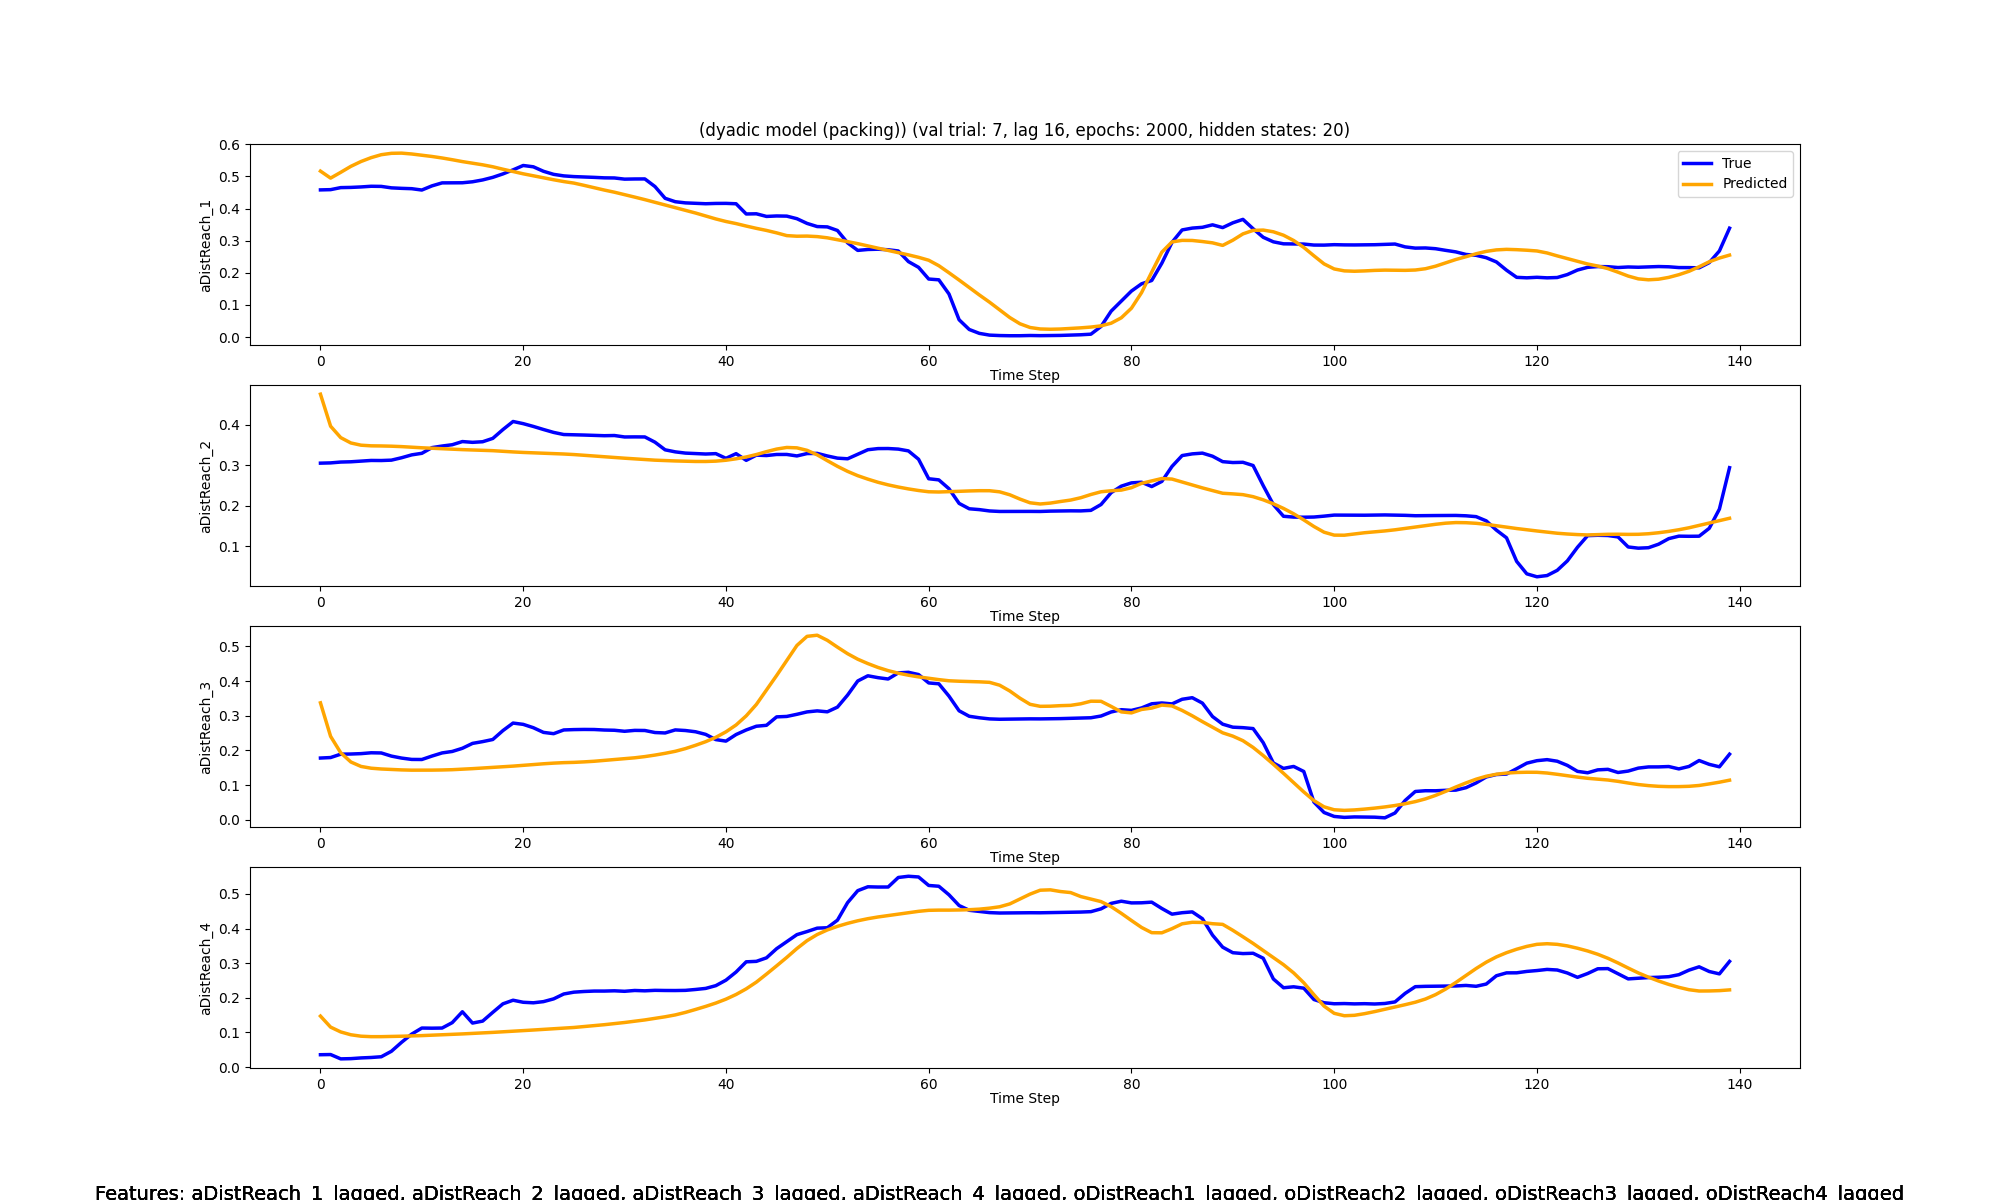 (dyadic model (packing)) (val trial: 7, lag 16, epochs: 2000, hidden states: 20)
True
Predicted
aDistReach_1
0.6
0.5
0.4
0.3
0.2
0.1
0.0
0 20 40 60 80 100 120 140
Time Step
aDistReach_2
0.4
0.3
0.2
0.1
0 20 40 60 80 100 120 140
Time Step
aDistReach_3
0.5
0.4
0.3
0.2
0.1
0.0
0 20 40 60 80 100 120 140
Time Step
aDistReach_4
0.5
0.4
0.3
0.2
0.1
0.0
0 20 40 60 80 100 120 140
Time Step
Features: aDistReach_1_lagged, aDistReach_2_lagged, aDistReach_3_lagged, aDistReach_4_lagged, oDistReach1_lagged, oDistReach2_lagged, oDistReach3_lagged, oDistReach4_lagged